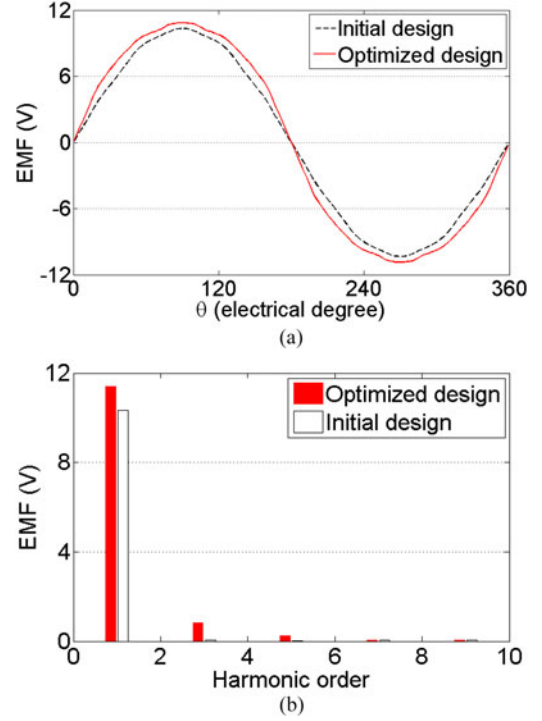 12
6
0
-6
-12
EMF (V)
Initial design
Optimized design
0
120
240
360
θ (electrical degree)
(a)
12
8
4
0
EMF (V)
Optimized design
Initial design
0
2
4
6
8
10
Harmonic order
(b)